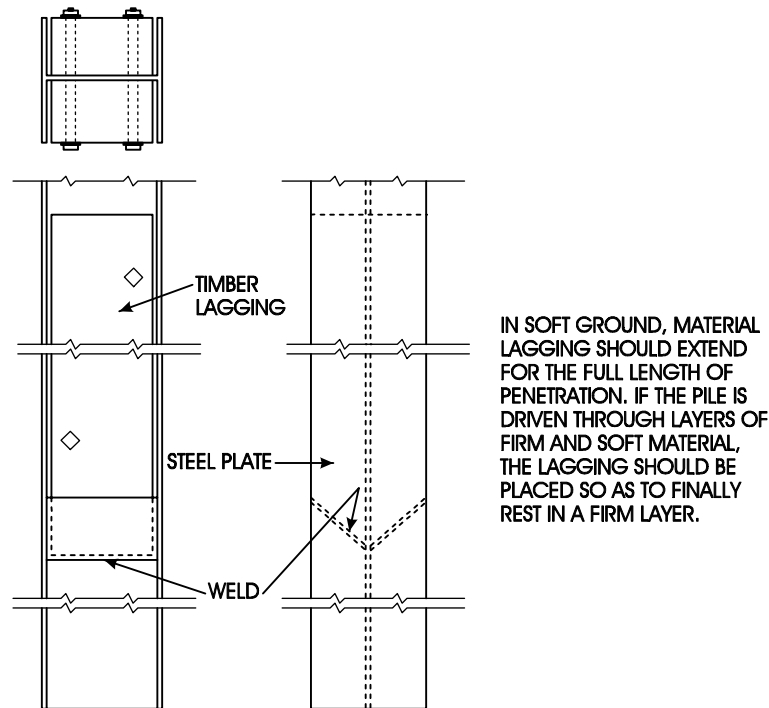 TIMBER
LAGGING
STEEL PLATE
WELD
IN SOFT GROUND, MATERIAL
LAGGING SHOULD EXTEND
FOR THE FULL LENGTH OF
PENETRATION. IF THE PILE IS
DRIVEN THROUGH LAYERS OF
FIRM AND SOFT MATERIAL,
THE LAGGING SHOULD BE
PLACED SO AS TO FINALLY
REST IN A FIRM LAYER.